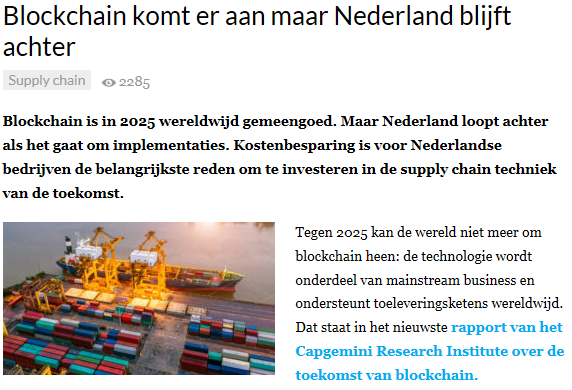 Blockchain komt er aan maar Nederland blijft
achter
Supply chain 2285
Blockchain is in 2025 wereldwijd gemeengoed. Maar Nederland loopt achter
als het gaat om implementaties. Kostenbesparing is voor Nederlandse
bedrijven de belangrijkste reden om te investeren in de supply chain techniek
van de toekomst.
Tegen 2025 kan de wereld niet meer om
blockchain heen: de technologie wordt
onderdeel van mainstream business en
ondersteunt toeleveringsketens wereldwijd.
Dat staat in het nieuwste rapport van het
Capgemini Research Institute over de
toekomst van blockchain.